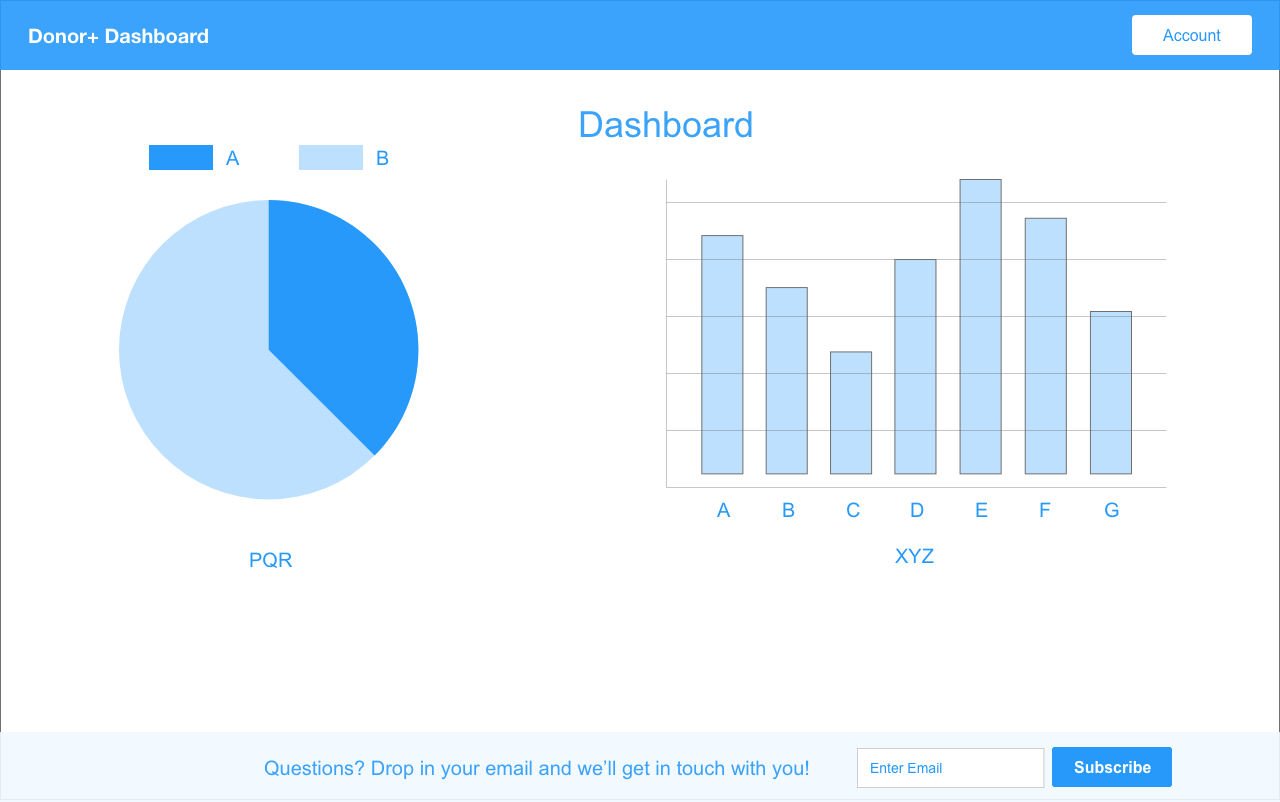 Donor+ Dashboard
Account
Dashboard
A
B
PQR
A B C D E F G
XYZ
Questions? Drop in your email and we’ll get in touch with you!
Enter Email
Subscribe